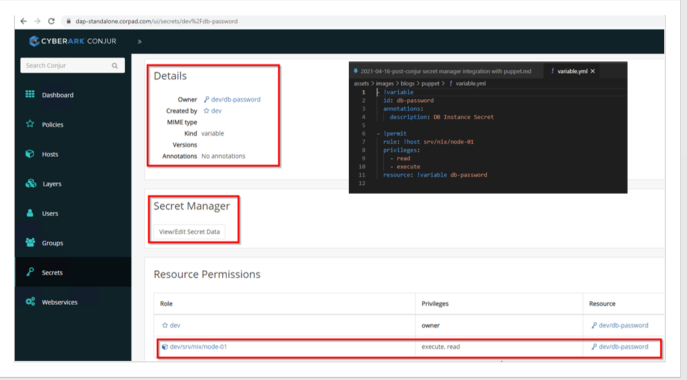 dap-standalone.corpad.com/ui/secrets/dev%2Fdb-password
CYBERARK CONJUR
»
Search Conjur
Dashboard
Policies
Hosts
Layers
Users
Groups
Secrets
Webservices
Details
Owner dev/db-password
Created by dev
MIME type
Kind variable
Versions
Annotations No annotations
2021-04-16-post-conjur secret manager integration with puppet.md
! variable.yml ×
assets > images > blogs > puppet > ! variable.yml
1 - !variable
2 id: db-password
3 annotations:
4 description: DB Instance Secret
5
6 - !permit
7 role: !host srv/nix/node-01
8 privileges:
9 - read
10 - execute
11 resource: !variable db-password
12
Secret Manager
View/Edit Secret Data
Resource Permissions
Role Privileges Resource
dev owner dev/db-password
dev/srv/nix/node-01 execute, read dev/db-password